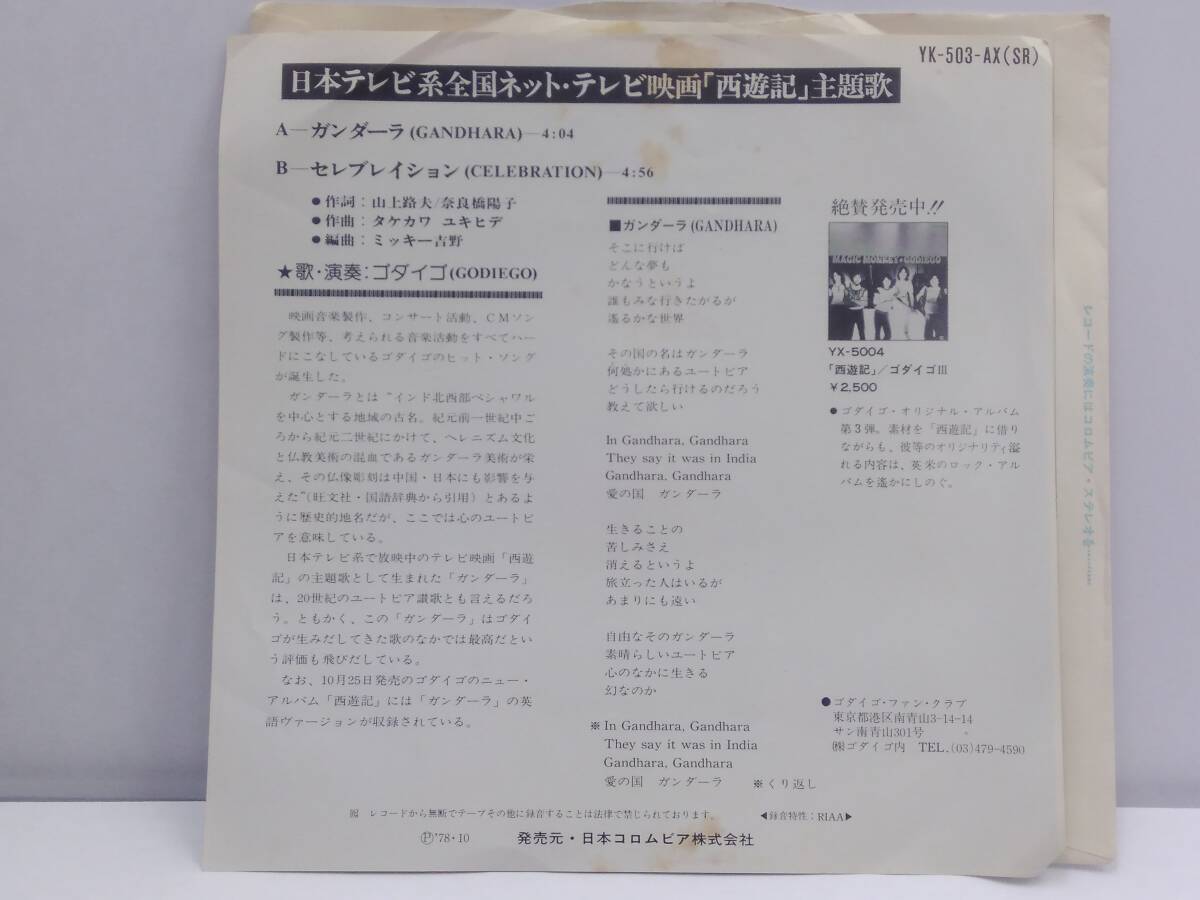 YK-503-AX(SR)
日本テレビ系全国ネット・テレビ映画「西遊記」主題歌
A—ガンダーラ(GANDHARA)—4:04
B—セレブレイション(CELEBRATION)—4:56
●作詞:山上路夫/奈良橋陽子
●作曲:タケカワ ユキヒデ
●編曲:ミッキー吉野
★歌・演奏:ゴダイゴ(GODIEGO)
映画音楽製作、コンサート活動、CMソン
グ製作等、考えられる音楽活動をすべてハー
ドにこなしているゴダイゴのヒット・ソング
が誕生した。
ガンダーラとは“インド北西部ペシャワル
を中心とする地域の古名。紀元前一世紀中ご
ろから紀元二世紀にかけて、ヘレニズム文化
と仏教美術の混血であるガンダーラ美術が栄
え、その仏像彫刻は中国・日本にも影響を与
えた”(旺文社・国語辞典から引用)とあるよ
うに歴史的地名だが、ここでは心のユートピ
アを意味している。
日本テレビ系で放映中のテレビ映画「西遊
記」の主題歌として生まれた「ガンダーラ」
は、20世紀のユートピア讃歌とも言えるだろ
う。ともかく、この「ガンダーラ」はゴダイ
ゴが生みだしてきた歌のなかでは最高だとい
う評価も飛びだしている。
なお、10月25日発売のゴダイゴのニュー・
アルバム「西遊記」には「ガンダーラ」の英
語ヴァージョンが収録されている。
■ガンダーラ(GANDHARA)
そこに行けば
どんな夢も
かなうというよ
誰もみな行きたがるが
遙るかな世界
その国の名はガンダーラ
何処かにあるユートピア
どうしたら行けるのだろう
教えて欲しい
In Gandhara, Gandhara
They say it was in India
Gandhara, Gandhara
愛の国 ガンダーラ
生きることの
苦しみさえ
消えるというよ
旅立った人はいるが
あまりにも遠い
自由なそのガンダーラ
素晴らしいユートピア
心のなかに生きる
幻なのか
※In Gandhara, Gandhara
They say it was in India
Gandhara, Gandhara
愛の国 ガンダーラ ※くり返し
絶賛発売中!!
MAGIC MONKEY・GODIEGO
YX-5004
「西遊記」/ゴダイゴIII
¥2,500
●ゴダイゴ・オリジナル・アルバム
第3弾。素材を「西遊記」に借り
ながらも、彼等のオリジナリティ溢
れる内容は、英米のロック・アル
バムを遙かにしのぐ。
●ゴダイゴ・ファン・クラブ
東京都港区南青山3-14-14
サン南青山301号
㈱ゴダイゴ内 TEL.(03)479-4590
レコードから無断でテープその他に録音することは法律で禁じられております。
◀録音特性:RIAA▶
Ⓟ'78・10 発売元・日本コロムビア株式会社
レコードの演奏にはコロムビア・ステレオを………